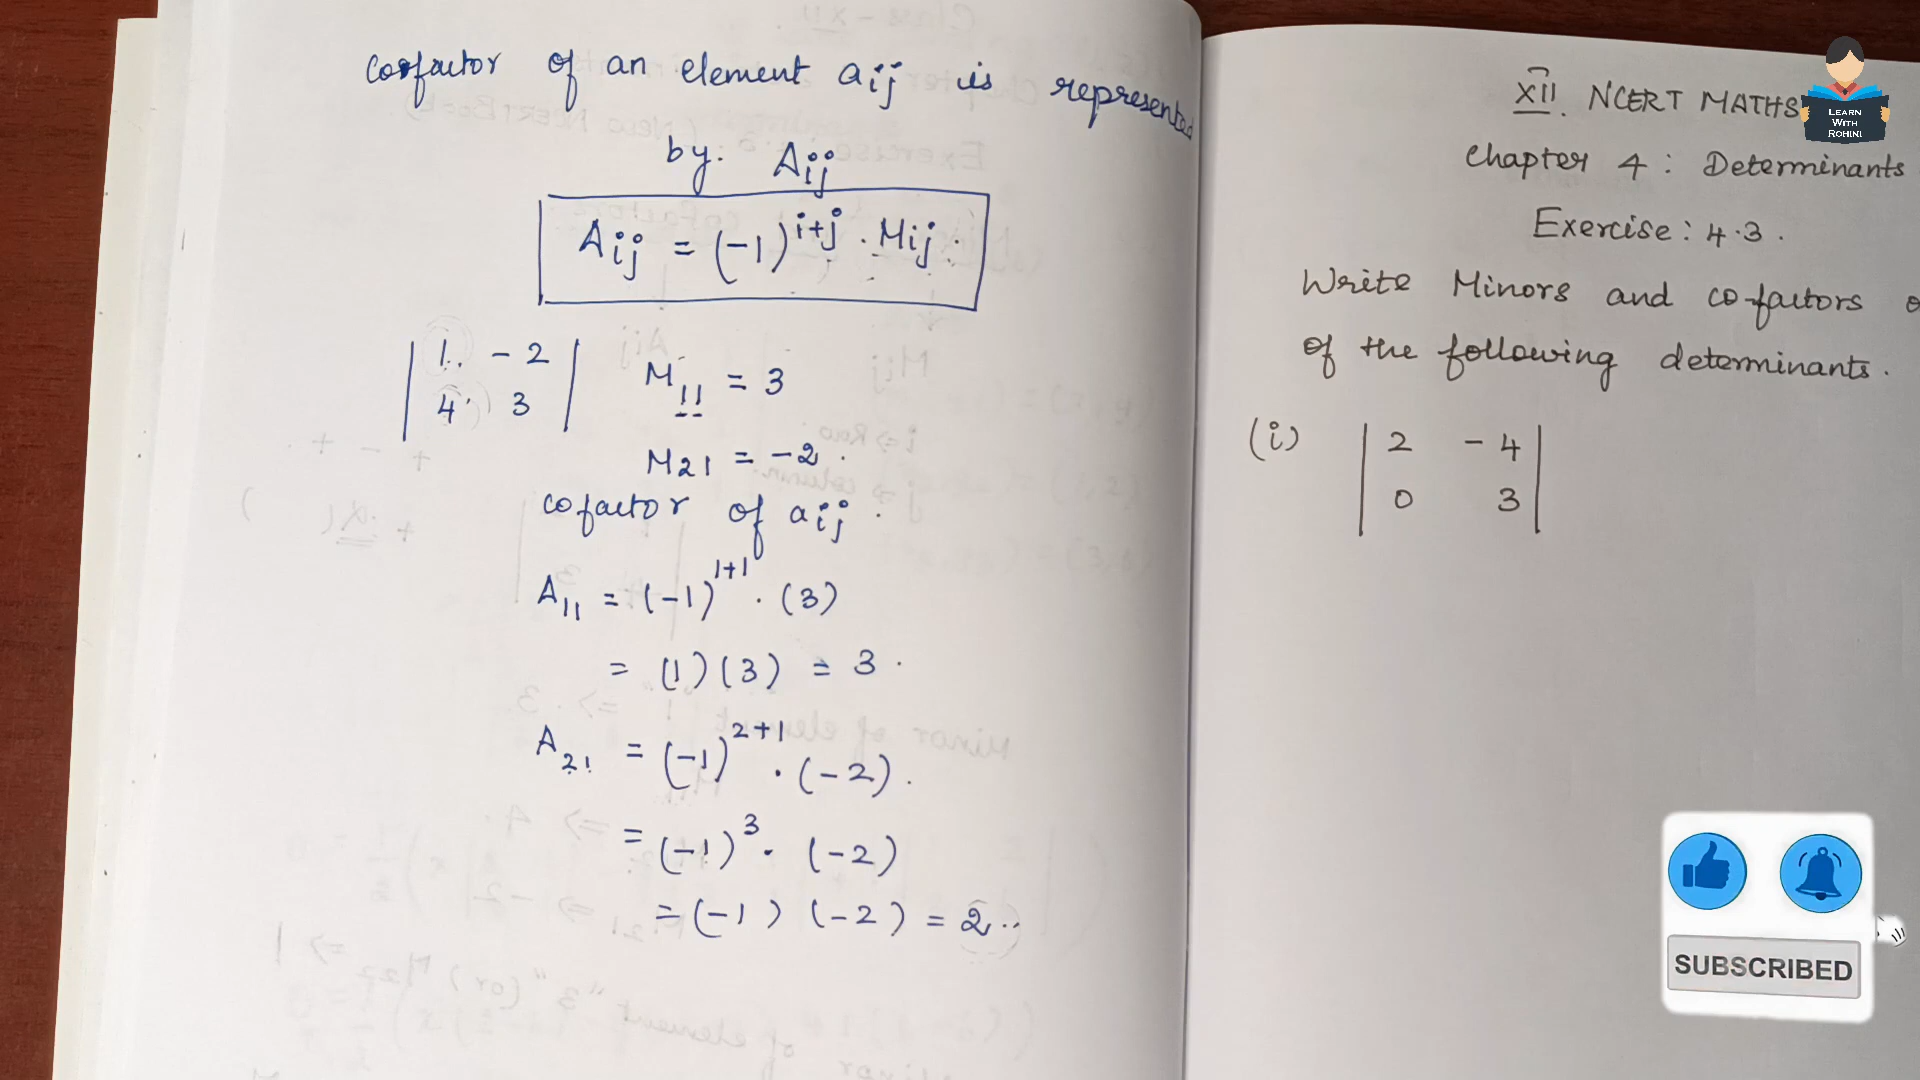 cofactor of an element aij is represented
by. Aij
Aij = (-1)^i+j . Mij.
| 1 -2 |
| 4 3 |
M11 = 3
M21 = -2.
cofactor of aij.
A11 = (-1)^1+1 . (3)
= (1)(3) = 3.
A21 = (-1)^2+1 . (-2).
= (-1)^3 . (-2)
= (-1) (-2) = 2..
XII. NCERT MATHS
Chapter 4 : Determinants
Exercise : 4.3.
Write Minors and co-factors
of the following determinants.
(i) | 2 -4 |
| 0 3 |
LEARN
WITH
ROHINI
SUBSCRIBED